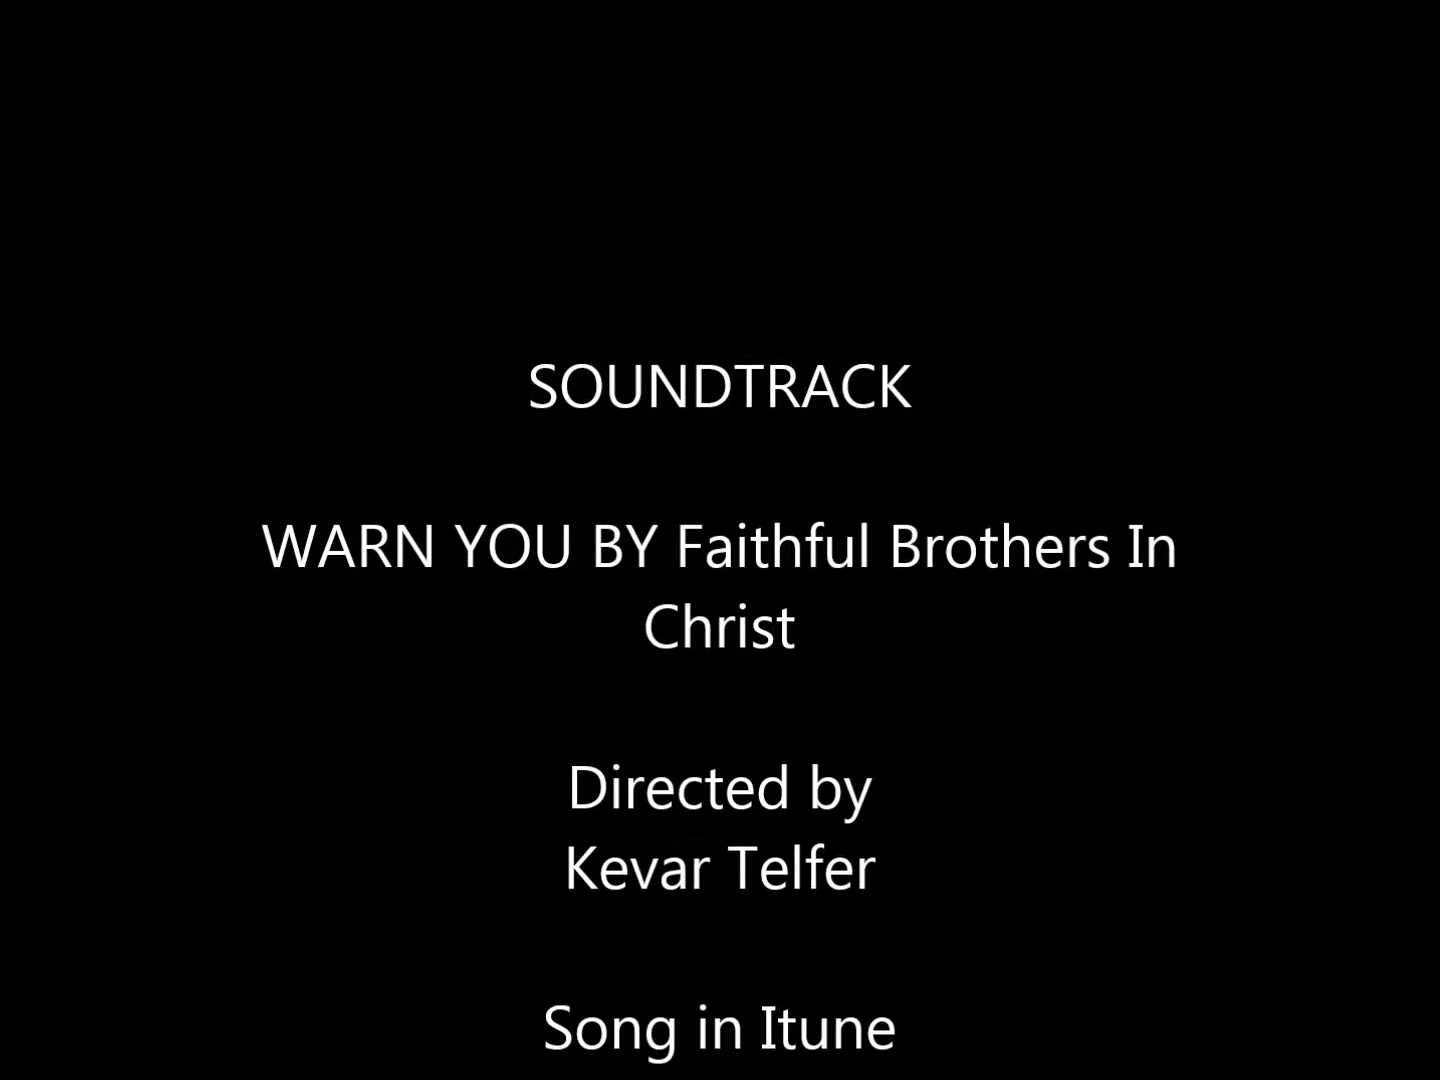 SOUNDTRACK
WARN YOU BY Faithful Brothers In
Christ
Directed by
Kevar Telfer
Song in Itune